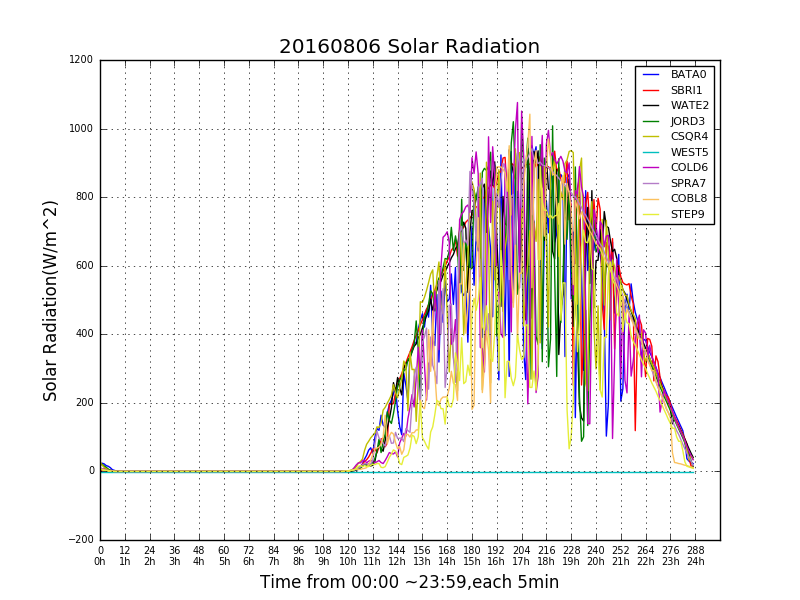 20160806 Solar Radiation
1200
1000
800
600
400
200
0
−200
Solar Radiation(W/m^2)
BATA0
SBRI1
WATE2
JORD3
CSQR4
WEST5
COLD6
SPRA7
COBL8
STEP9
0 12 24 36 48 60 72 84 96 108 120 132 144 156 168 180 192 204 216 228 240 252 264 276 288
0h 1h 2h 3h 4h 5h 6h 7h 8h 9h 10h 11h 12h 13h 14h 15h 16h 17h 18h 19h 20h 21h 22h 23h 24h
Time from 00:00 ~23:59,each 5min